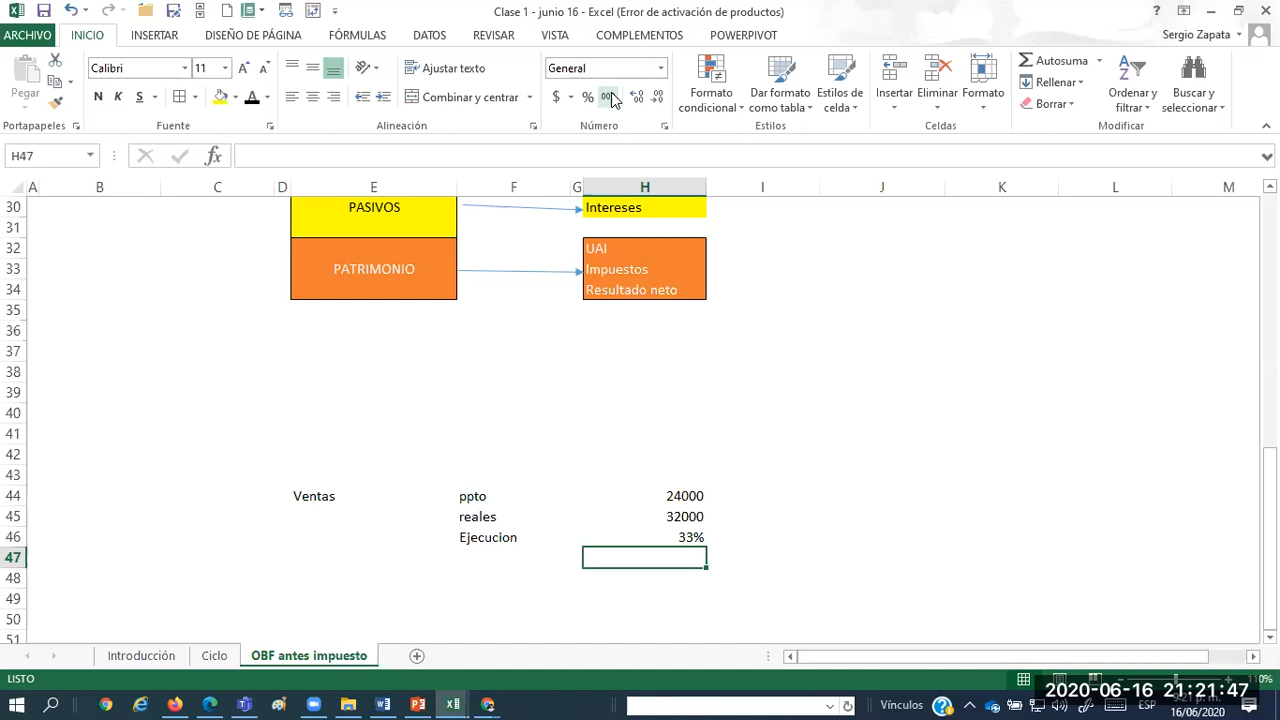 Clase 1 - junio 16 - Excel (Error de activación de productos)
ARCHIVO INICIO INSERTAR DISEÑO DE PÁGINA FÓRMULAS DATOS REVISAR VISTA COMPLEMENTOS POWERPIVOT Sergio Zapata
Pegar
Calibri 11
N K S
Ajustar texto
Combinar y centrar
General
$ % 000
Formato condicional
Dar formato como tabla
Estilos de celda
Insertar Eliminar Formato
Autosuma
Rellenar
Borrar
Ordenar y filtrar
Buscar y seleccionar
Portapapeles Fuente Alineación Número Estilos Celdas Modificar
H47 fx
A B C D E F G H I J K L M
30 PASIVOS Intereses
31
32 UAI
33 PATRIMONIO Impuestos
34 Resultado neto
35
36
37
38
39
40
41
42
43
44 Ventas ppto 24000
45 reales 32000
46 Ejecucion 33%
47
48
49
50
51
Introducción Ciclo OBF antes impuesto
LISTO 110%
2020-06-16 21:21:47
Vínculos ESP
16/06/2020